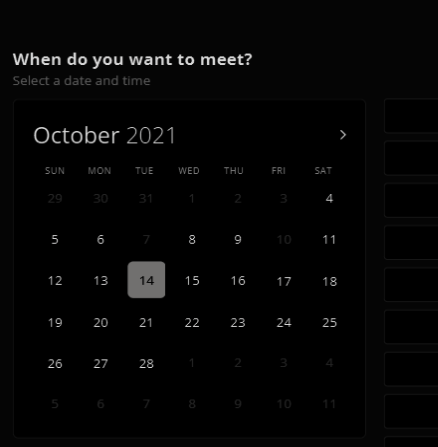 When do you want to meet?
Select a date and time
October 2021
SUN MON TUE WED THU FRI SAT
29 30 31 1 2 3 4
5 6 7 8 9 10 11
12 13 14 15 16 17 18
19 20 21 22 23 24 25
26 27 28 1 2 3 4
5 6 7 8 9 10 11